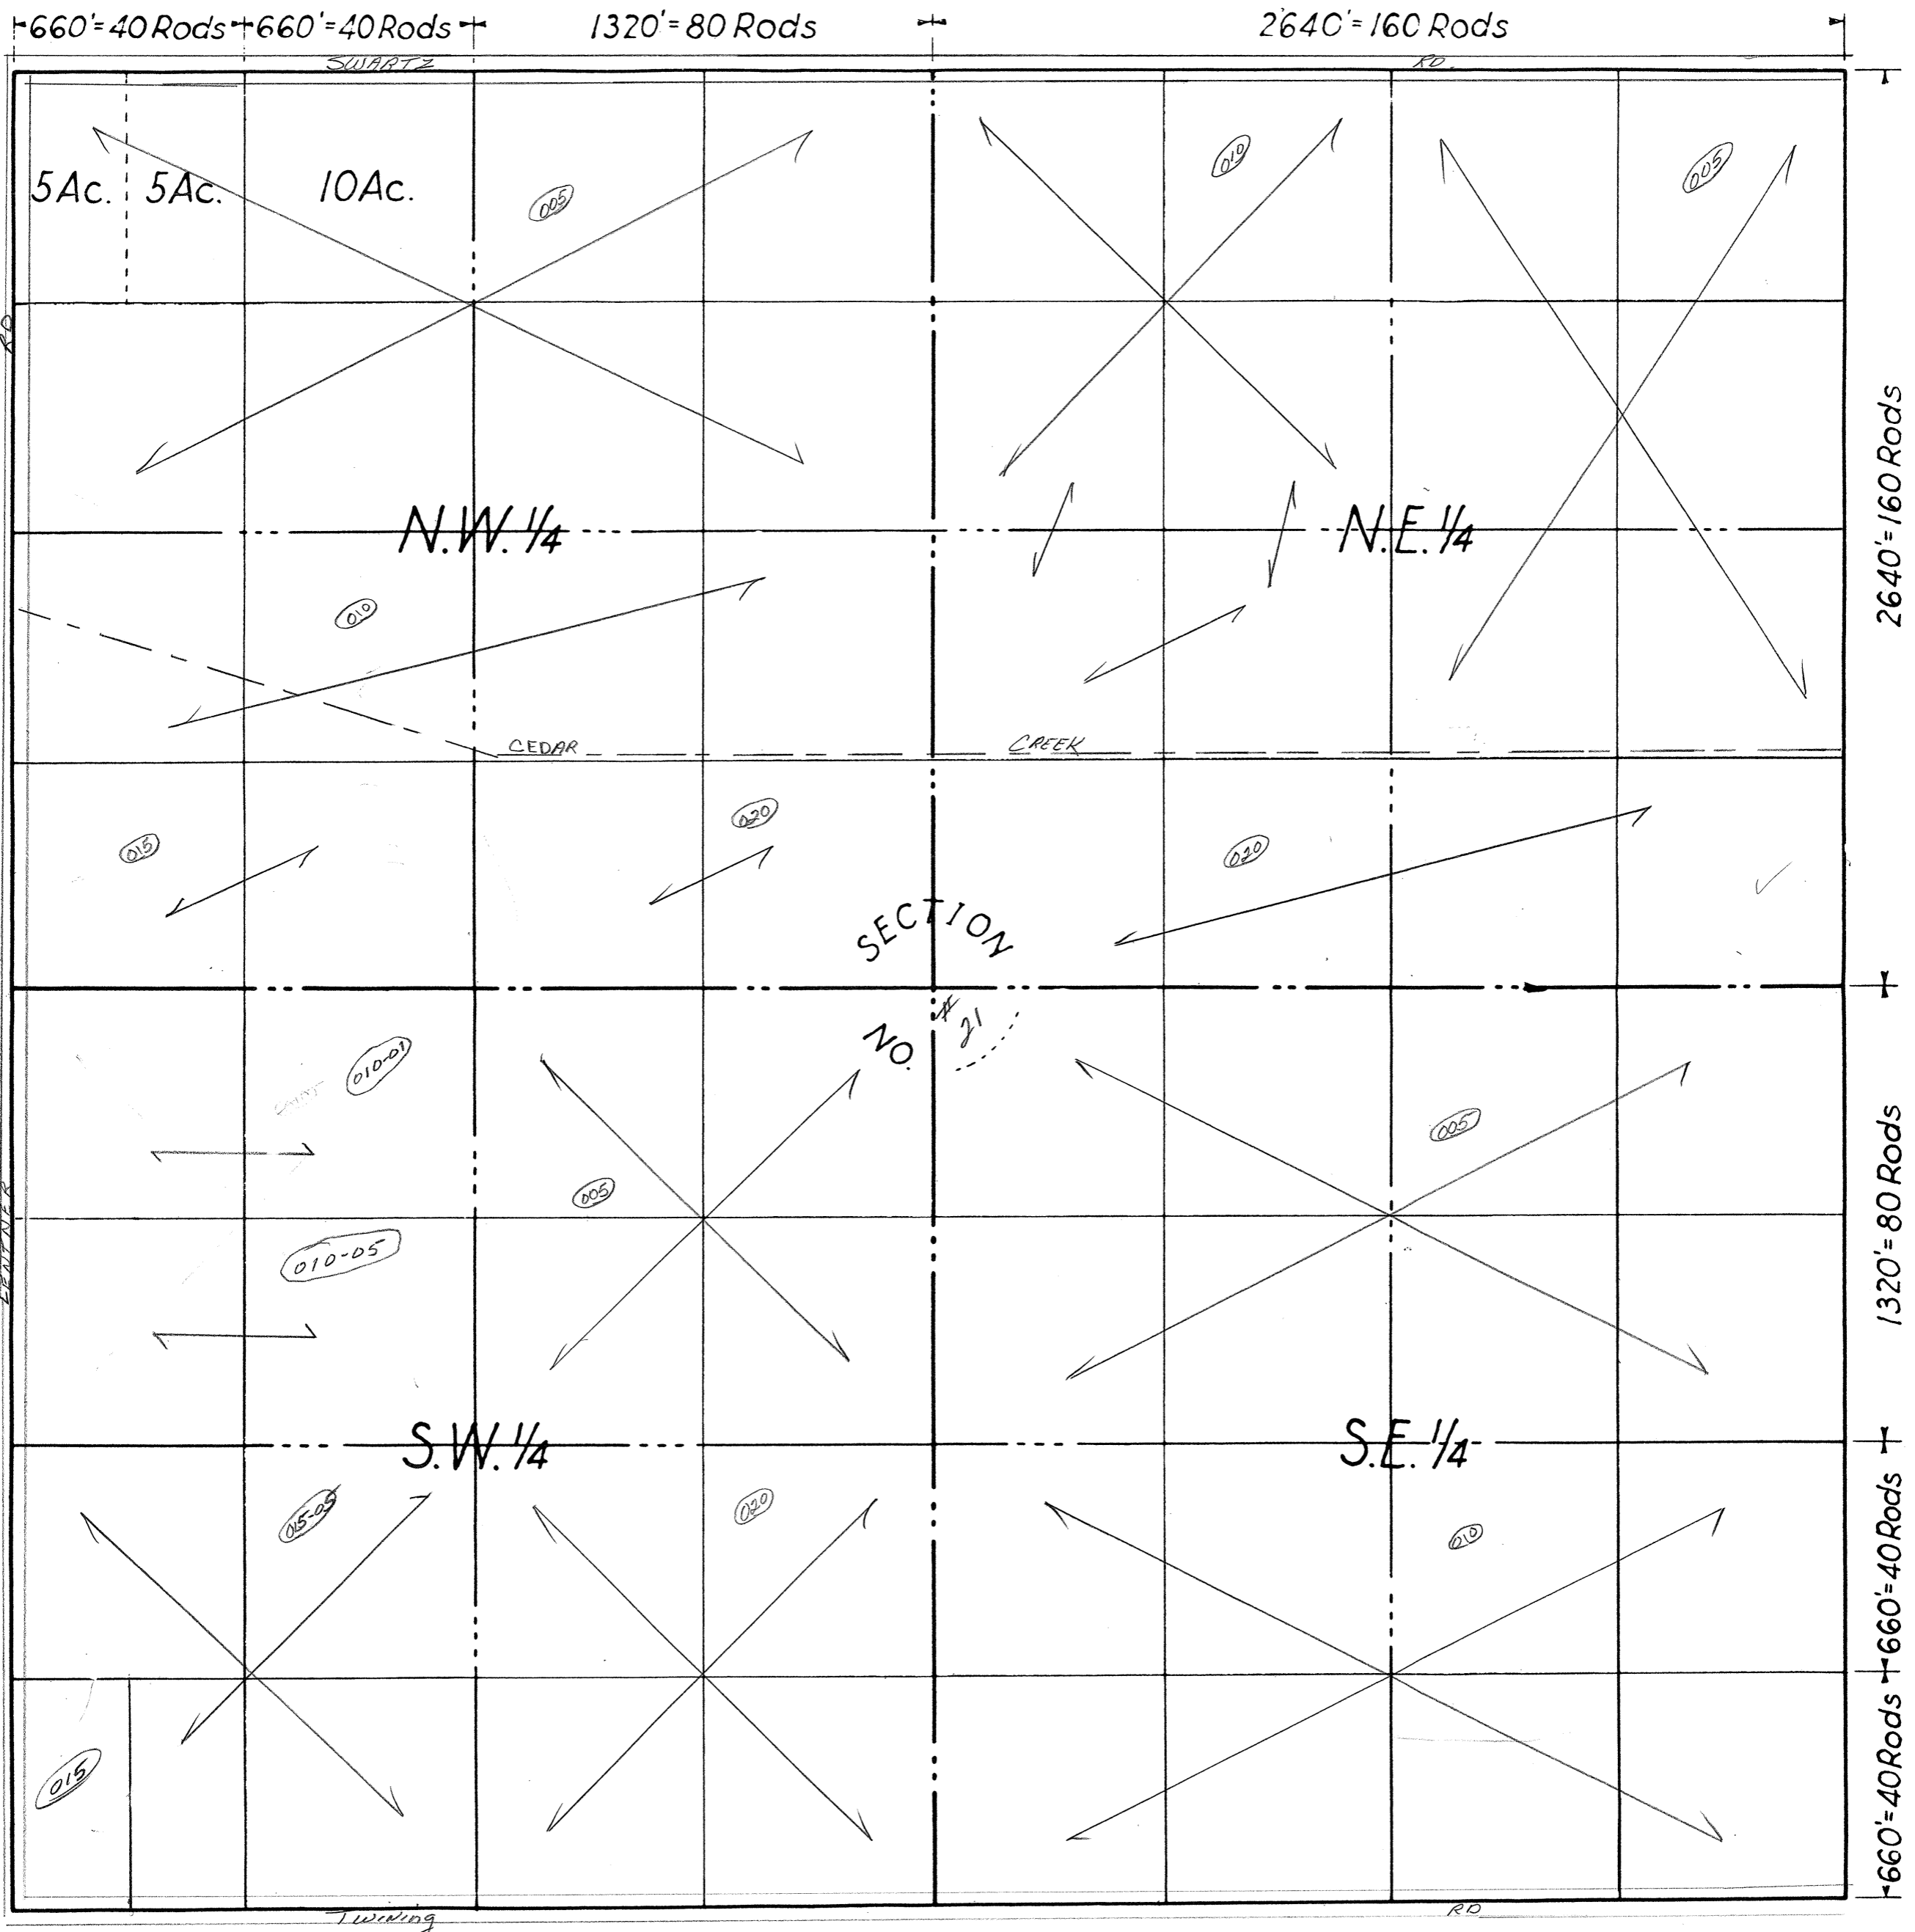 660'=40 Rods 660'=40 Rods 1320'=80 Rods 2640'=160 Rods
SWARTZ RD.
5Ac. 5Ac. 10Ac. 005 010 005
RD
2640'=160 Rods
N.W. 1/4 N.E. 1/4
010
CEDAR CREEK
015 020 020
SECTION
NO. # 21
010-01
005
005
1320'=80 Rods
010-05
S.W. 1/4 S.E. 1/4
015-05 020 010
660'=40 Rods
015
660'=40 Rods
Twining RD